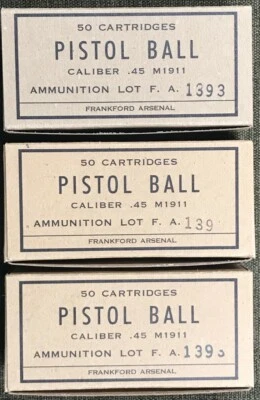 50 CARTRIDGES
PISTOL BALL
CALIBER .45 M1911
AMMUNITION LOT F. A. 1393
FRANKFORD ARSENAL
50 CARTRIDGES
PISTOL BALL
CALIBER .45 M1911
AMMUNITION LOT F. A. 139
FRANKFORD ARSENAL
50 CARTRIDGES
PISTOL BALL
CALIBER .45 M1911
AMMUNITION LOT F. A. 1393
FRANKFORD ARSENAL